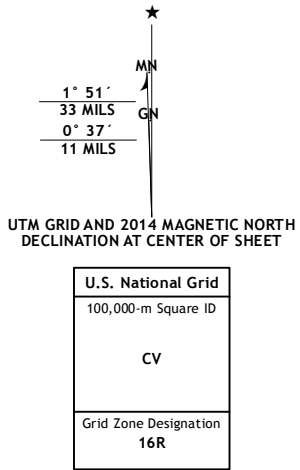 ★
MN
1° 51´
33 MILS
GN
0° 37´
11 MILS
UTM GRID AND 2014 MAGNETIC NORTH
DECLINATION AT CENTER OF SHEET
U.S. National Grid
100,000-m Square ID
CV
Grid Zone Designation
16R